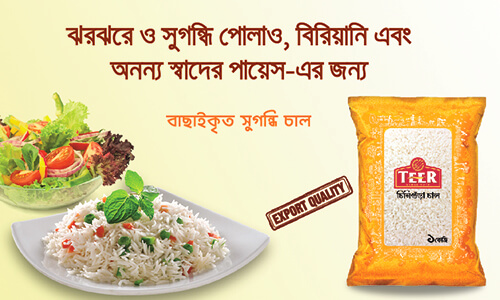 ঝরঝরে ও সুগন্ধি পোলাও, বিরিয়ানি এবং
অনন্য স্বাদের পায়েস-এর জন্য
বাছাইকৃত সুগন্ধি চাল
EXPORT QUALITY
TEER
চিনিগুঁড়া চাল
১কেজি